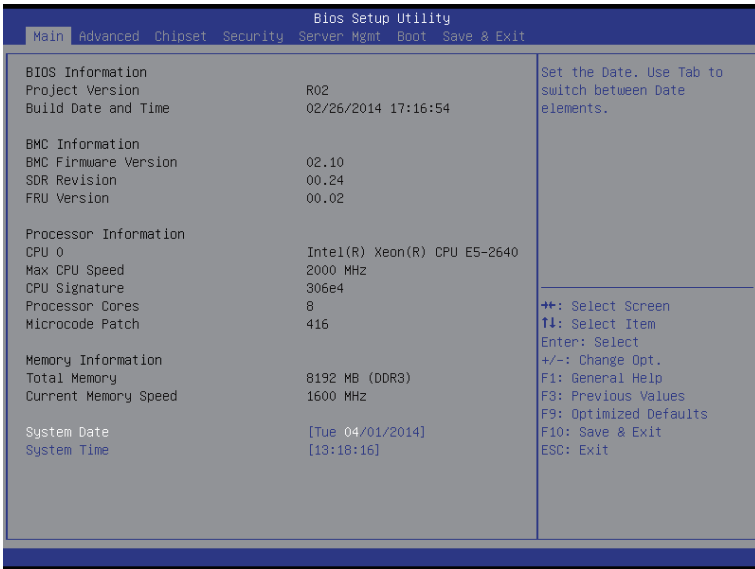 Bios Setup Utility
Main Advanced Chipset Security Server Mgmt Boot Save & Exit
BIOS Information
Project Version R02
Build Date and Time 02/26/2014 17:16:54
BMC Information
BMC Firmware Version 02.10
SDR Revision 00.24
FRU Version 00.02
Processor Information
CPU 0 Intel(R) Xeon(R) CPU E5-2640
Max CPU Speed 2000 MHz
CPU Signature 306e4
Processor Cores 8
Microcode Patch 416
Memory Information
Total Memory 8192 MB (DDR3)
Current Memory Speed 1600 MHz
System Date [Tue 04/01/2014]
System Time [13:18:16]
Set the Date. Use Tab to
switch between Date
elements.
→←: Select Screen
↑↓: Select Item
Enter: Select
+/-: Change Opt.
F1: General Help
F3: Previous Values
F9: Optimized Defaults
F10: Save & Exit
ESC: Exit